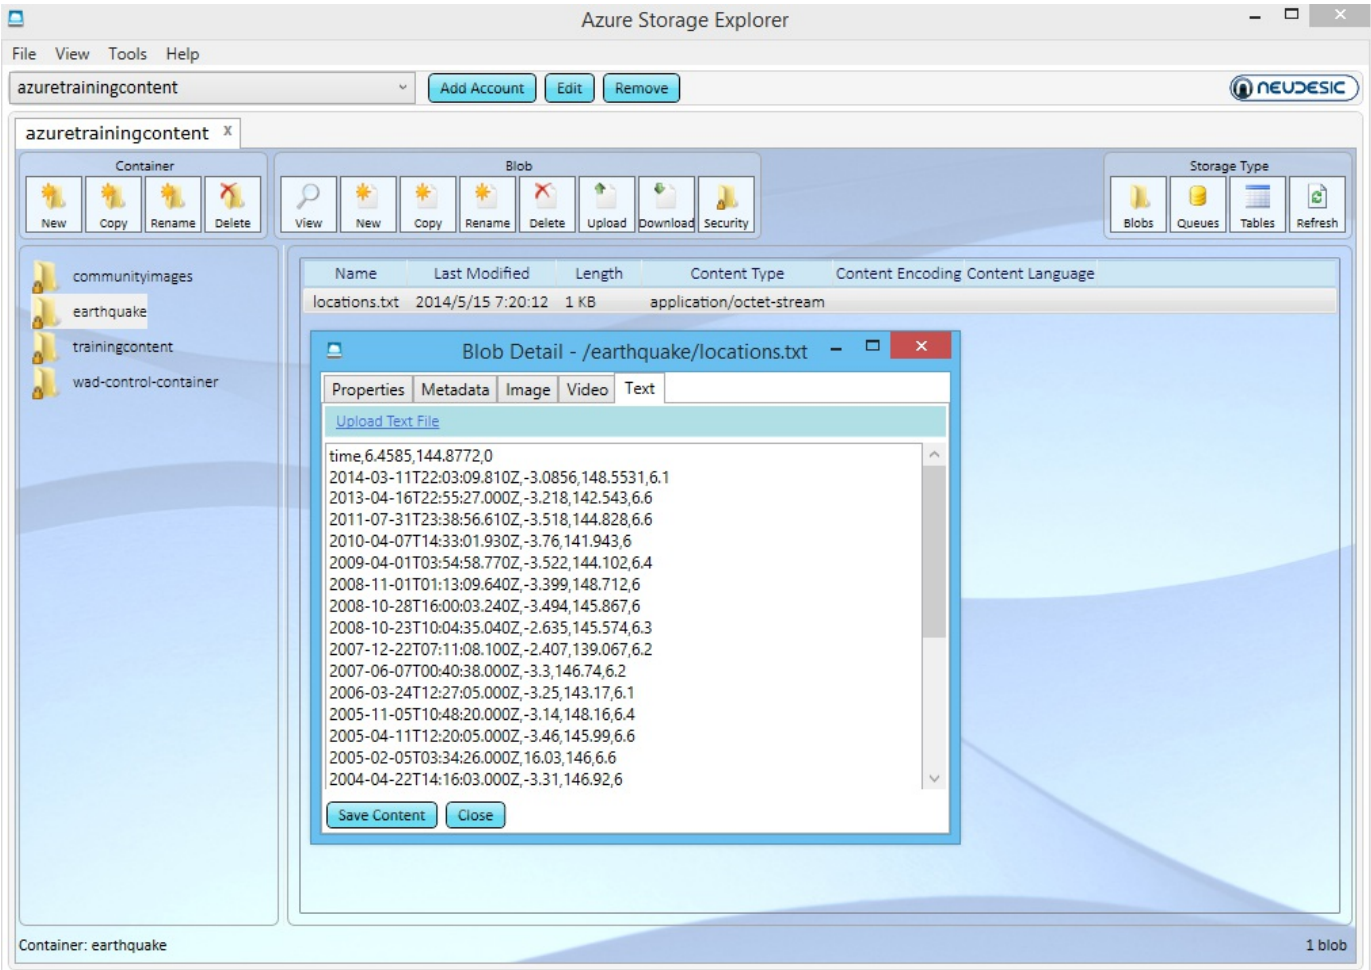 Azure Storage Explorer
File View Tools Help
azuretrainingcontent Add Account Edit Remove NEUDESIC
azuretrainingcontent x
Container Blob Storage Type
New Copy Rename Delete View New Copy Rename Delete Upload Download Security Blobs Queues Tables Refresh
communityimages
earthquake
trainingcontent
wad-control-container
Name Last Modified Length Content Type Content Encoding Content Language
locations.txt 2014/5/15 7:20:12 1 KB application/octet-stream
Blob Detail - /earthquake/locations.txt
Properties Metadata Image Video Text
Upload Text File
time,6.4585,144.8772,0
2014-03-11T22:03:09.810Z,-3.0856,148.5531,6.1
2013-04-16T22:55:27.000Z,-3.218,142.543,6.6
2011-07-31T23:38:56.610Z,-3.518,144.828,6.6
2010-04-07T14:33:01.930Z,-3.76,141.943,6
2009-04-01T03:54:58.770Z,-3.522,144.102,6.4
2008-11-01T01:13:09.640Z,-3.399,148.712,6
2008-10-28T16:00:03.240Z,-3.494,145.867,6
2008-10-23T10:04:35.040Z,-2.635,145.574,6.3
2007-12-22T07:11:08.100Z,-2.407,139.067,6.2
2007-06-07T00:40:38.000Z,-3.3,146.74,6.2
2006-03-24T12:27:05.000Z,-3.25,143.17,6.1
2005-11-05T10:48:20.000Z,-3.14,148.16,6.4
2005-04-11T12:20:05.000Z,-3.46,145.99,6.6
2005-02-05T03:34:26.000Z,16.03,146,6.6
2004-04-22T14:16:03.000Z,-3.31,146.92,6
Save Content Close
Container: earthquake 1 blob